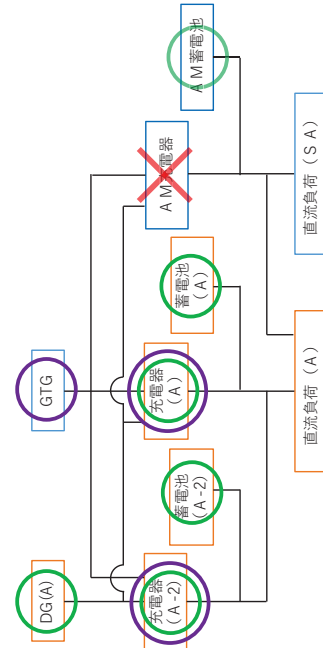 DG(A)
GTG
充電器
(A-2)
充電器
(A)
AM充電器
蓄電池
(A-2)
蓄電池
(A)
AM蓄電池
直流負荷(A)
直流負荷(SA)